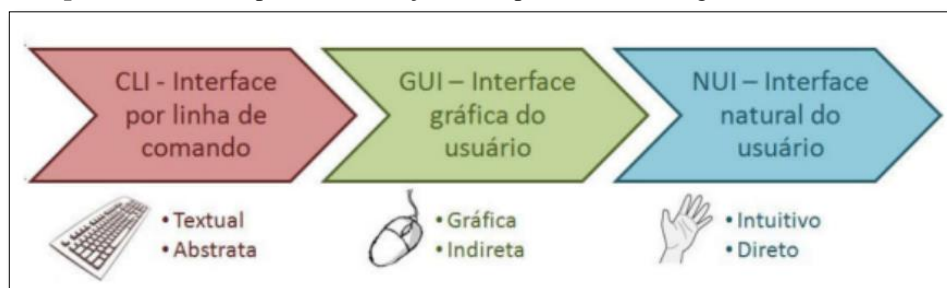 CLI - Interface
por linha de
comando
GUI – Interface
gráfica do
usuário
NUI – Interface
natural do
usuário
• Textual
• Abstrata
• Gráfica
• Indireta
• Intuitivo
• Direto